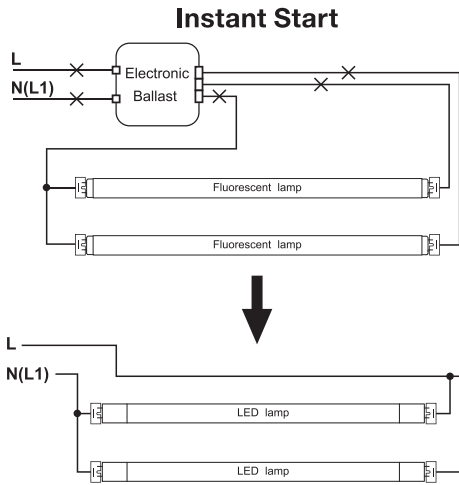 Instant Start
L
N(L1)
Electronic
Ballast
Fluorescent lamp
Fluorescent lamp
L
N(L1)
LED lamp
LED lamp